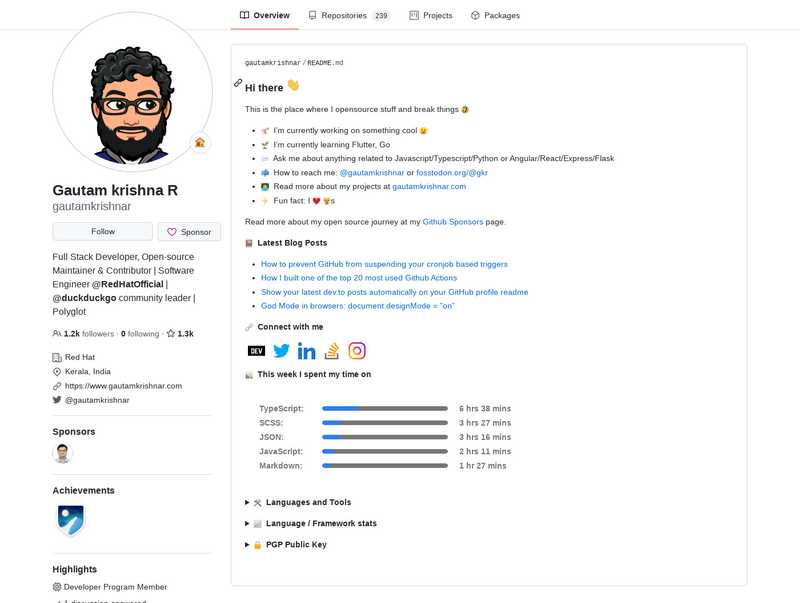 Overview Repositories 239 Projects Packages
Gautam krishna R
gautamkrishnar
Follow Sponsor
Full Stack Developer, Open-source
Maintainer & Contributor | Software
Engineer @RedHatOfficial |
@duckduckgo community leader |
Polyglot
1.2k followers · 0 following · 1.3k
Red Hat
Kerala, India
https://www.gautamkrishnar.com
@gautamkrishnar
Sponsors
Achievements
Highlights
Developer Program Member
1 discussion answered
gautamkrishnar / README.md
Hi there 👋
This is the place where I opensource stuff and break things 🤣
I'm currently working on something cool 😉
I'm currently learning Flutter, Go
Ask me about anything related to Javascript/Typescript/Python or Angular/React/Express/Flask
How to reach me: @gautamkrishnar or fosstodon.org/@gkr
Read more about my projects at gautamkrishnar.com
Fun fact: I ❤️ s
Read more about my open source journey at my Github Sponsors page.
Latest Blog Posts
How to prevent GitHub from suspending your cronjob based triggers
How I built one of the top 20 most used Github Actions
Show your latest dev.to posts automatically on your GitHub profile readme
God Mode in browsers: document.designMode = "on"
Connect with me
DEV in
This week I spent my time on
TypeScript: 6 hrs 38 mins
SCSS: 3 hrs 27 mins
JSON: 3 hrs 16 mins
JavaScript: 2 hrs 11 mins
Markdown: 1 hr 27 mins
Languages and Tools
Language / Framework stats
PGP Public Key